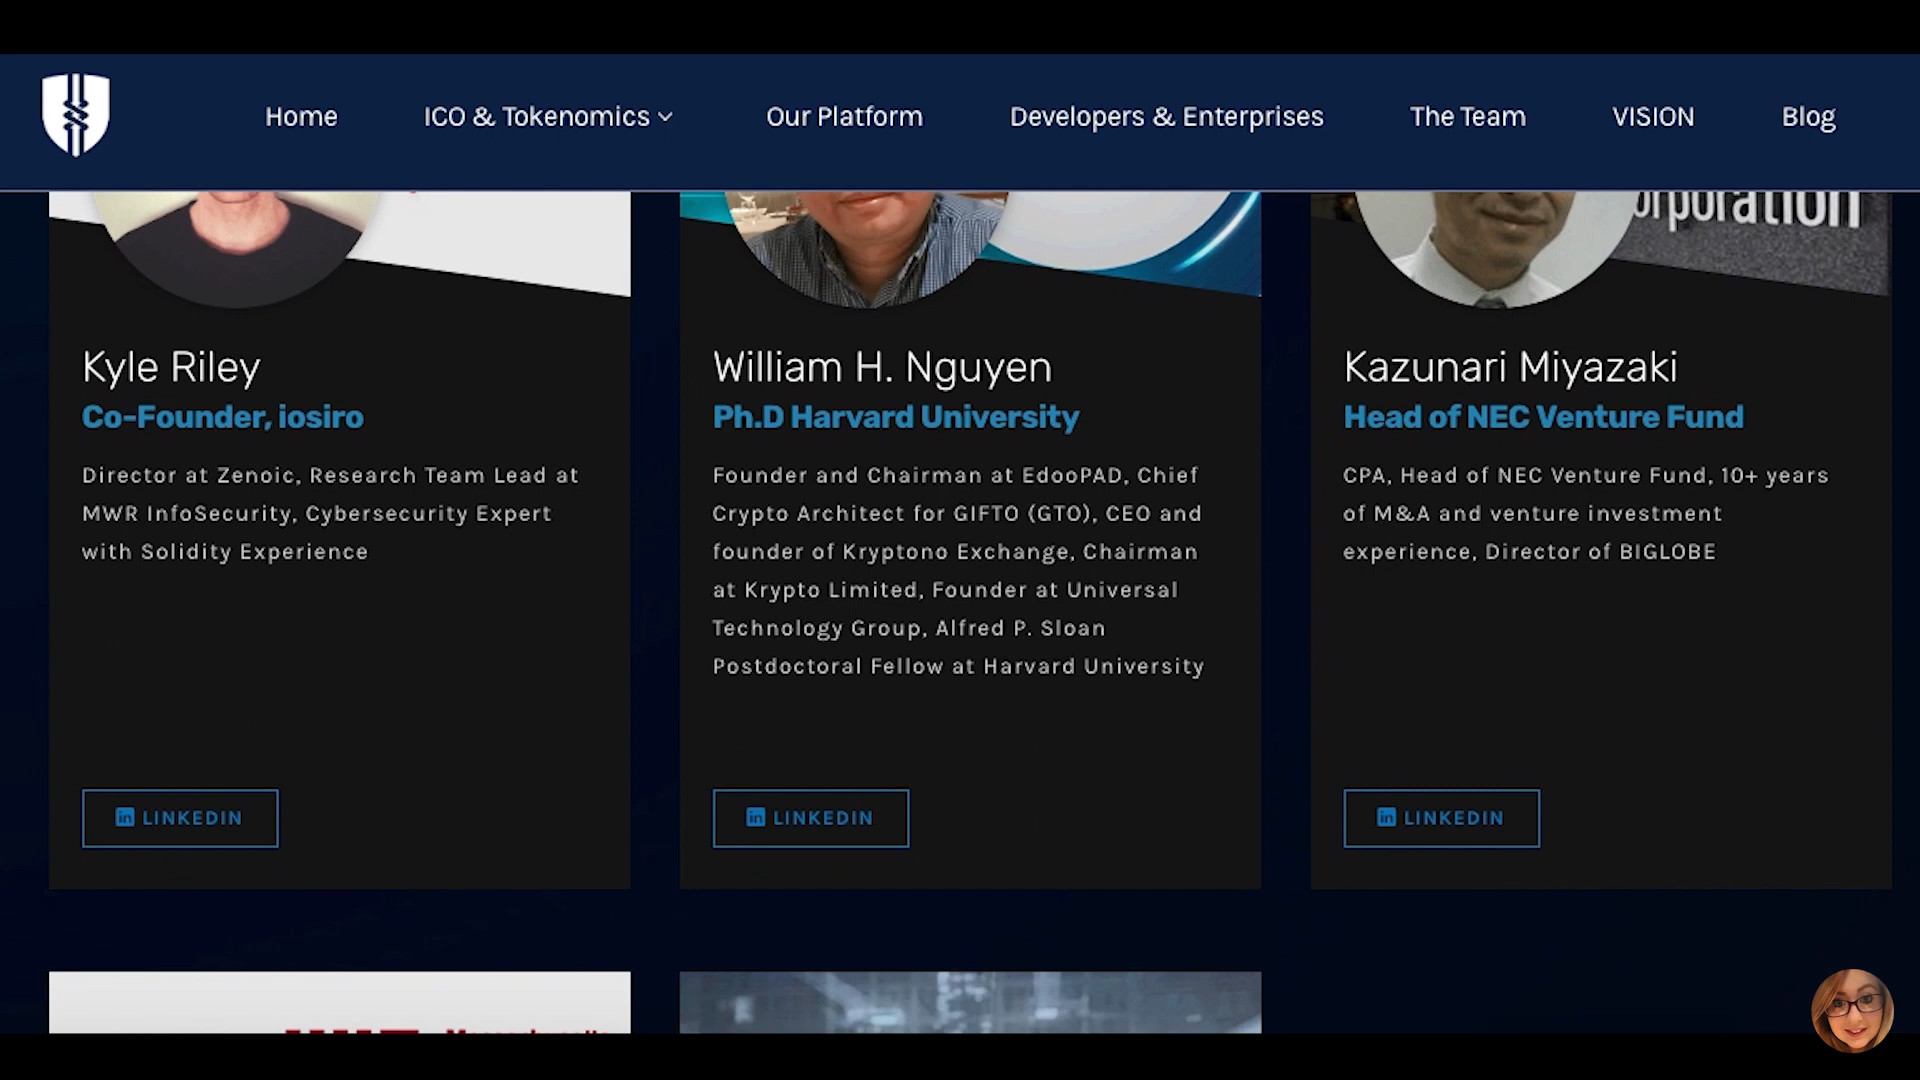 Home
ICO & Tokenomics
Our Platform
Developers & Enterprises
The Team
VISION
Blog
Kyle Riley
Co-Founder, iosiro
Director at Zenoic, Research Team Lead at
MWR InfoSecurity, Cybersecurity Expert
with Solidity Experience
LINKEDIN
William H. Nguyen
Ph.D Harvard University
Founder and Chairman at EdooPAD, Chief
Crypto Architect for GIFTO (GTO), CEO and
founder of Kryptono Exchange, Chairman
at Krypto Limited, Founder at Universal
Technology Group, Alfred P. Sloan
Postdoctoral Fellow at Harvard University
LINKEDIN
Kazunari Miyazaki
Head of NEC Venture Fund
CPA, Head of NEC Venture Fund, 10+ years
of M&A and venture investment
experience, Director of BIGLOBE
LINKEDIN